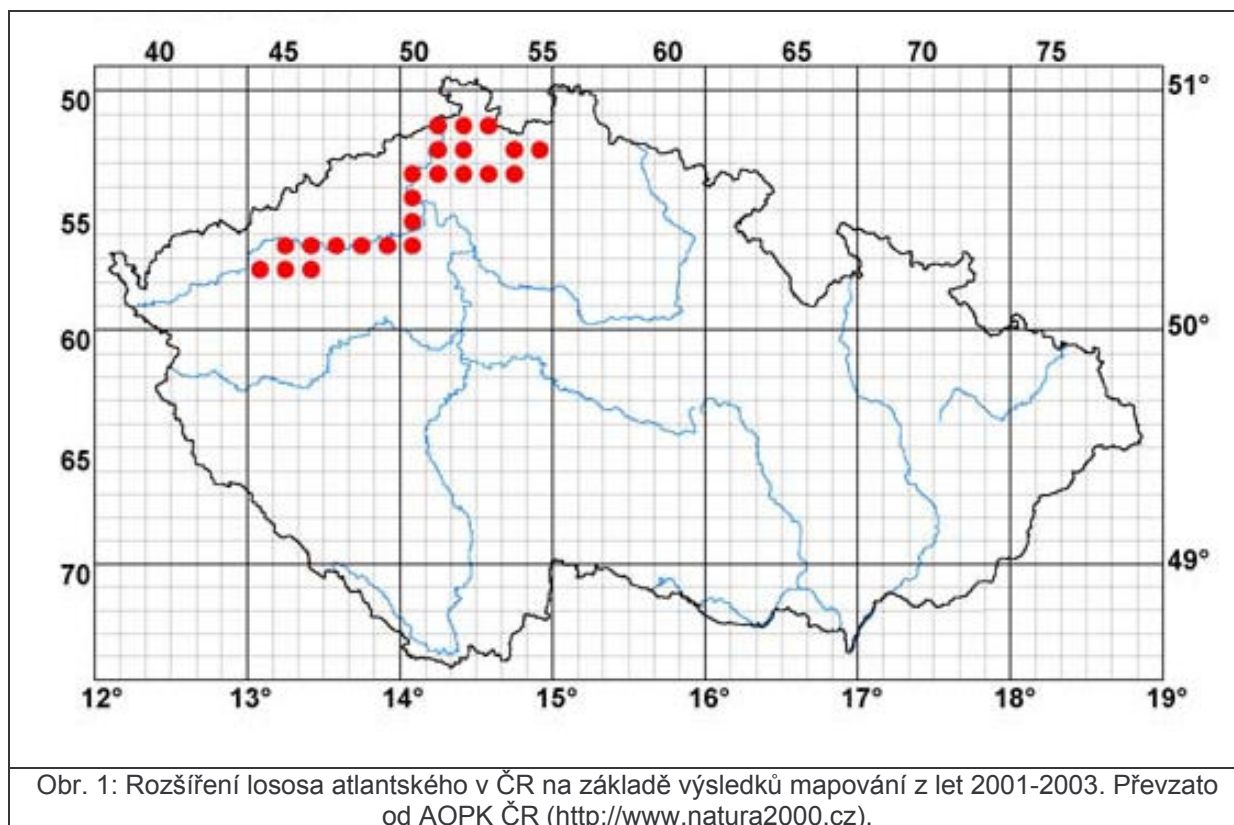 40 45 50 55 60 65 70 75
50 51°
55
60 50°
65
70 49°
12° 13° 14° 15° 16° 17° 18° 19°
Obr. 1: Rozšíření lososa atlantského v ČR na základě výsledků mapování z let 2001-2003. Převzato
od AOPK ČR (http://www.natura2000.cz).